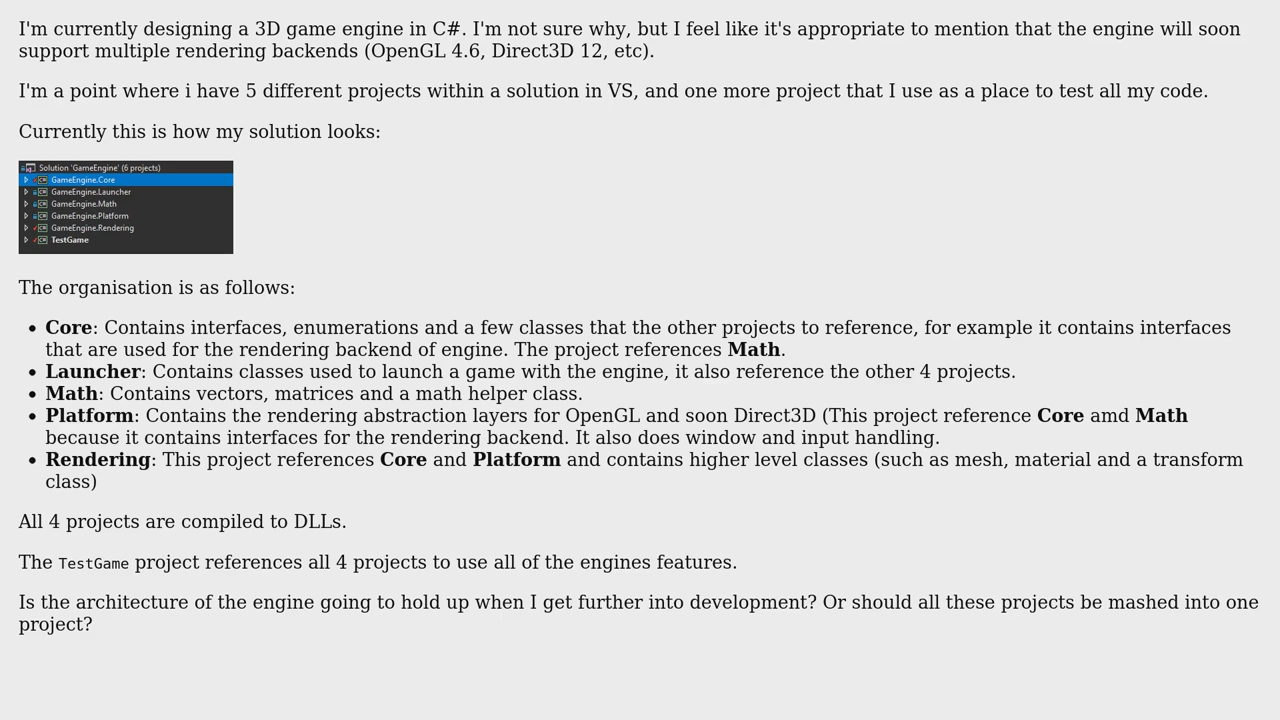 I'm currently designing a 3D game engine in C#. I'm not sure why, but I feel like it's appropriate to mention that the engine will soon
support multiple rendering backends (OpenGL 4.6, Direct3D 12, etc).
I'm a point where i have 5 different projects within a solution in VS, and one more project that I use as a place to test all my code.
Currently this is how my solution looks:
Solution 'GameEngine' (6 projects)
GameEngine.Core
GameEngine.Launcher
GameEngine.Math
GameEngine.Platform
GameEngine.Rendering
TestGame
The organisation is as follows:
• Core: Contains interfaces, enumerations and a few classes that the other projects to reference, for example it contains interfaces
that are used for the rendering backend of engine. The project references Math.
• Launcher: Contains classes used to launch a game with the engine, it also reference the other 4 projects.
• Math: Contains vectors, matrices and a math helper class.
• Platform: Contains the rendering abstraction layers for OpenGL and soon Direct3D (This project reference Core amd Math
because it contains interfaces for the rendering backend. It also does window and input handling.
• Rendering: This project references Core and Platform and contains higher level classes (such as mesh, material and a transform
class)
All 4 projects are compiled to DLLs.
The TestGame project references all 4 projects to use all of the engines features.
Is the architecture of the engine going to hold up when I get further into development? Or should all these projects be mashed into one
project?